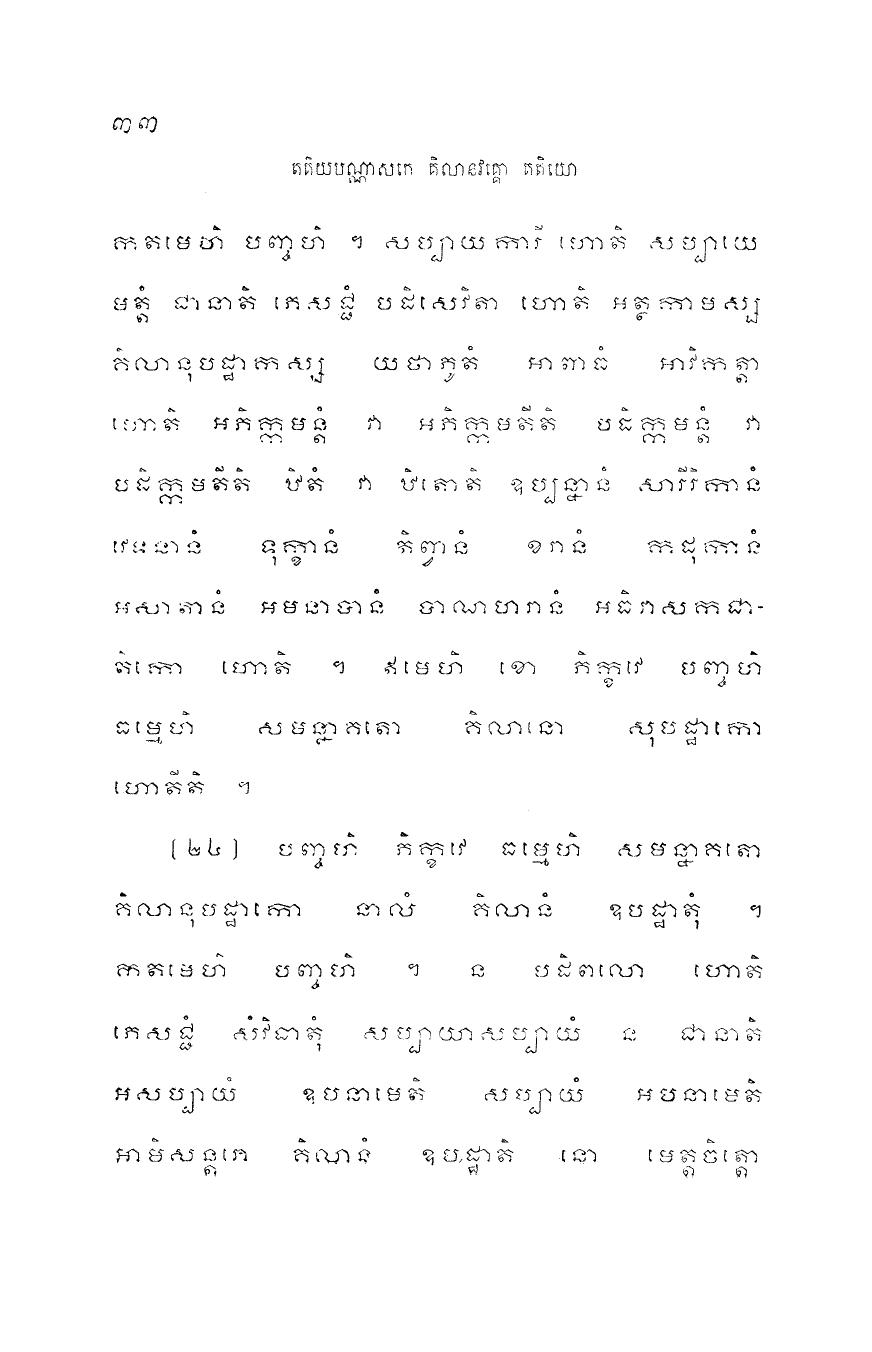 ៣៣
តតិយបណ្ណាសកេ គិលានវគ្គោ តតិយោ
កតមេហិ បញ្ចហិ ។ សប្បាយការី ហោតិ សប្បាយេ
មត្តំ ជានាតិ ភេសជ្ជំ បដិសេវិតា ហោតិ អត្ថកាមស្ស
គិលានុបដ្ឋាកស្ស យថាភូតំ អាពាធំ អាវិកត្តា
ហោតិ អភិក្កមន្តំ វា អភិក្កមតីតិ បដិក្កមន្តំ វា
បដិក្កមតីតិ ឋិតំ វា ឋិតោតិ ឧប្បន្នានំ សារីរិកានំ
វេទនានំ ទុក្ខានំ តិព្វានំ ខរានំ កដុកានំ
អសាតានំ អមនាបានំ បាណហរានំ អធិវាសកជា-
តិកោ ហោតិ ។ ឥមេហិ ខោ ភិក្ខវេ បញ្ចហិ
ធម្មេហិ សមន្នាគតោ គិលានោ សុបដ្ឋាកោ
ហោតីតិ ។
(២៤) បញ្ចហិ ភិក្ខវេ ធម្មេហិ សមន្នាគតោ
គិលានុបដ្ឋាកោ នាលំ គិលានំ ឧបដ្ឋាតុំ ។
កតមេហិ បញ្ចហិ ។ ន បដិពលោ ហោតិ
ភេសជ្ជំ សំវិធាតុំ សប្បាយាសប្បាយំ ន ជានាតិ
អសប្បាយំ ឧបនាមេតិ សប្បាយំ អបនាមេតិ
អាមិសន្តរោ គិលានំ ឧបដ្ឋាតិ នោ មេត្តចិត្តោ